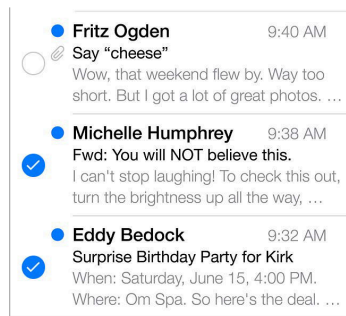 Fritz Ogden 9:40 AM
Say “cheese”
Wow, that weekend flew by. Way too
short. But I got a lot of great photos. …
Michelle Humphrey 9:38 AM
Fwd: You will NOT believe this.
I can't stop laughing! To check this out,
turn the brightness up all the way, …
Eddy Bedock 9:32 AM
Surprise Birthday Party for Kirk
When: Saturday, June 15, 4:00 PM.
Where: Om Spa. So here's the deal. …